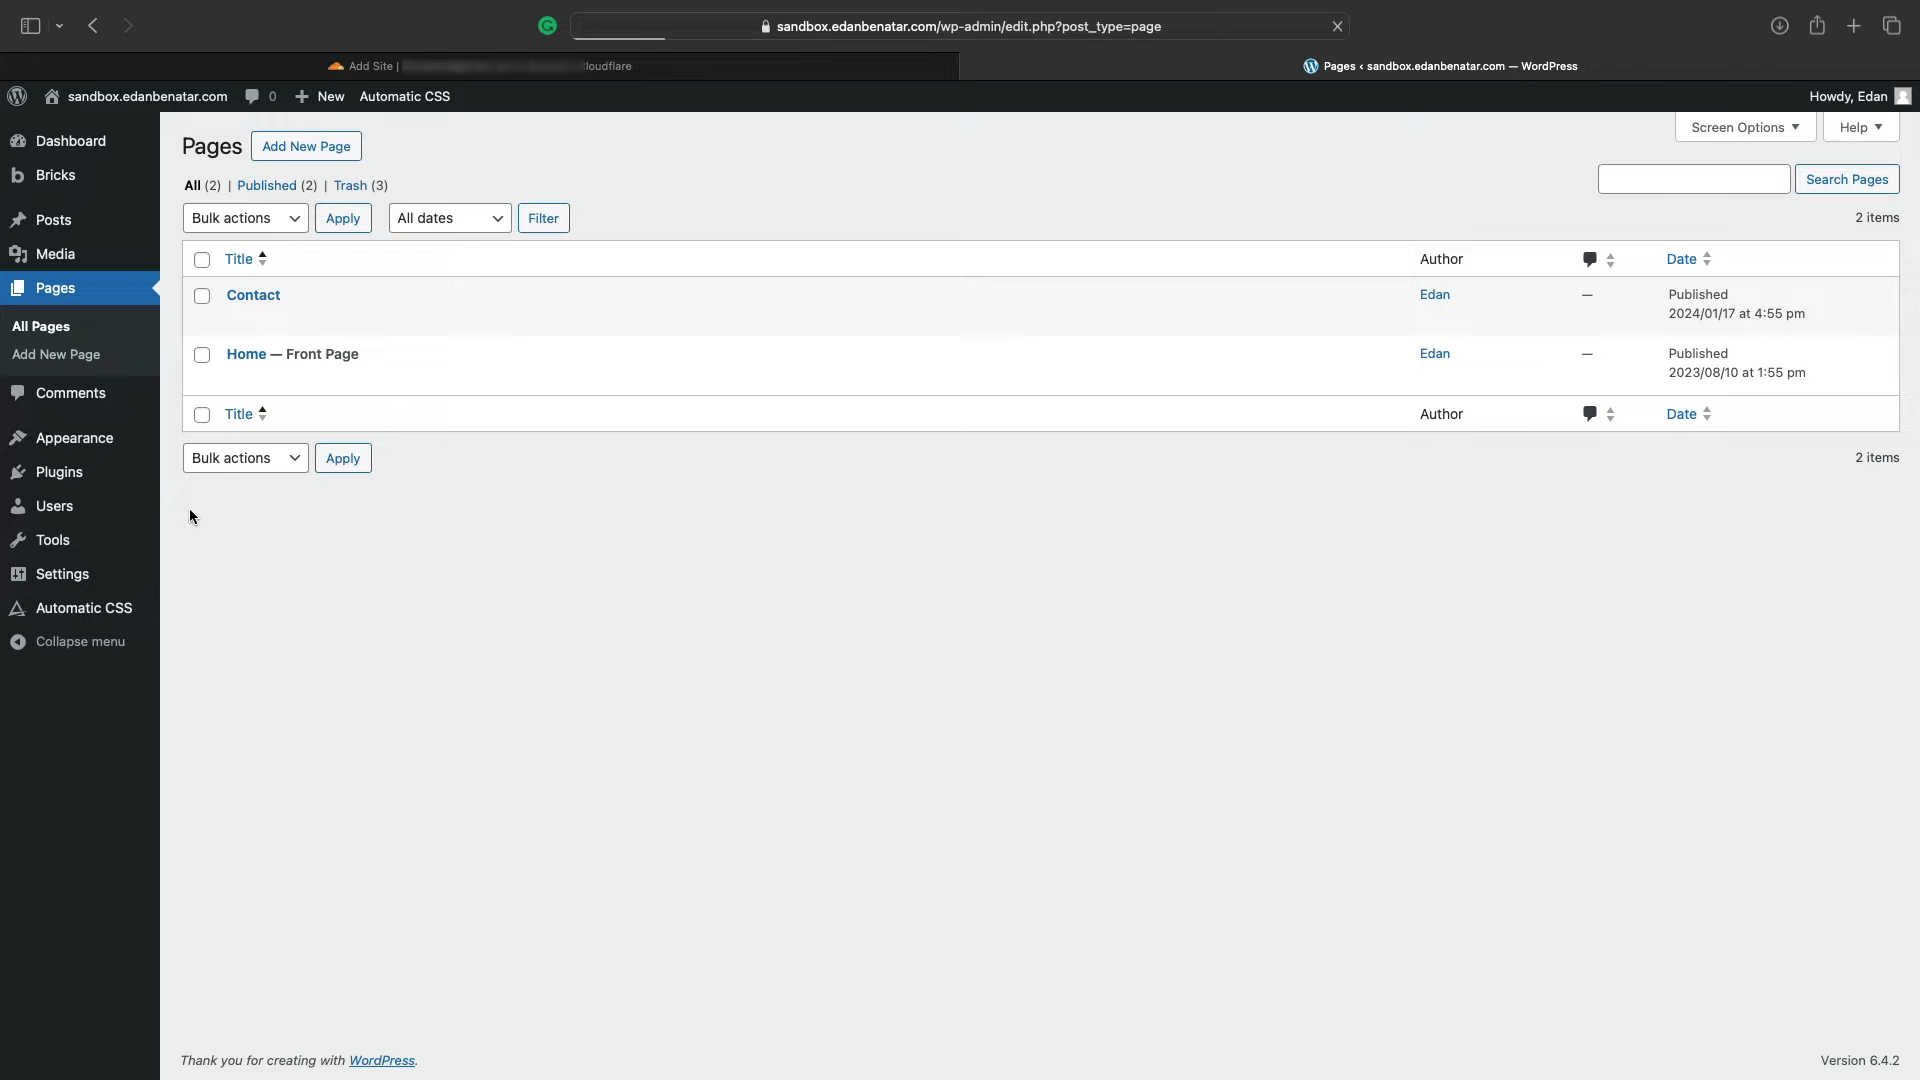 sandbox.edanbenatar.com/wp-admin/edit.php?post_type=page
Add Site |
Pages ‹ sandbox.edanbenatar.com — WordPress
sandbox.edanbenatar.com 0 New Automatic CSS Howdy, Edan
Screen Options Help
Dashboard
Bricks
Posts
Media
Pages
All Pages
Add New Page
Comments
Appearance
Plugins
Users
Tools
Settings
Automatic CSS
Collapse menu
Pages Add New Page
All (2) | Published (2) | Trash (3)
Search Pages
Bulk actions Apply All dates Filter 2 items
Title Author Date
Contact Edan — Published
2024/01/17 at 4:55 pm
Home — Front Page Edan — Published
2023/08/10 at 1:55 pm
Title Author Date
Bulk actions Apply 2 items
Thank you for creating with WordPress. Version 6.4.2